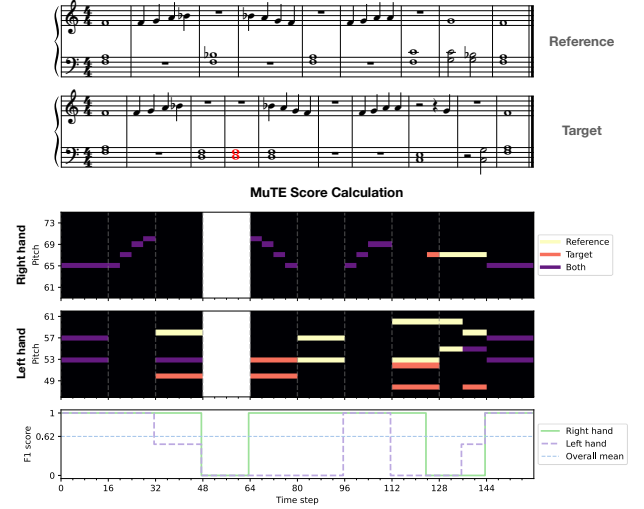 Reference
Target
MuTE Score Calculation
Right hand
Pitch
73
69
65
61
Reference
Target
Both
Left hand
Pitch
61
57
53
49
F1 score
1
0.62
0
Right hand
Left hand
Overall mean
0 16 32 48 64 80 96 112 128 144
Time step